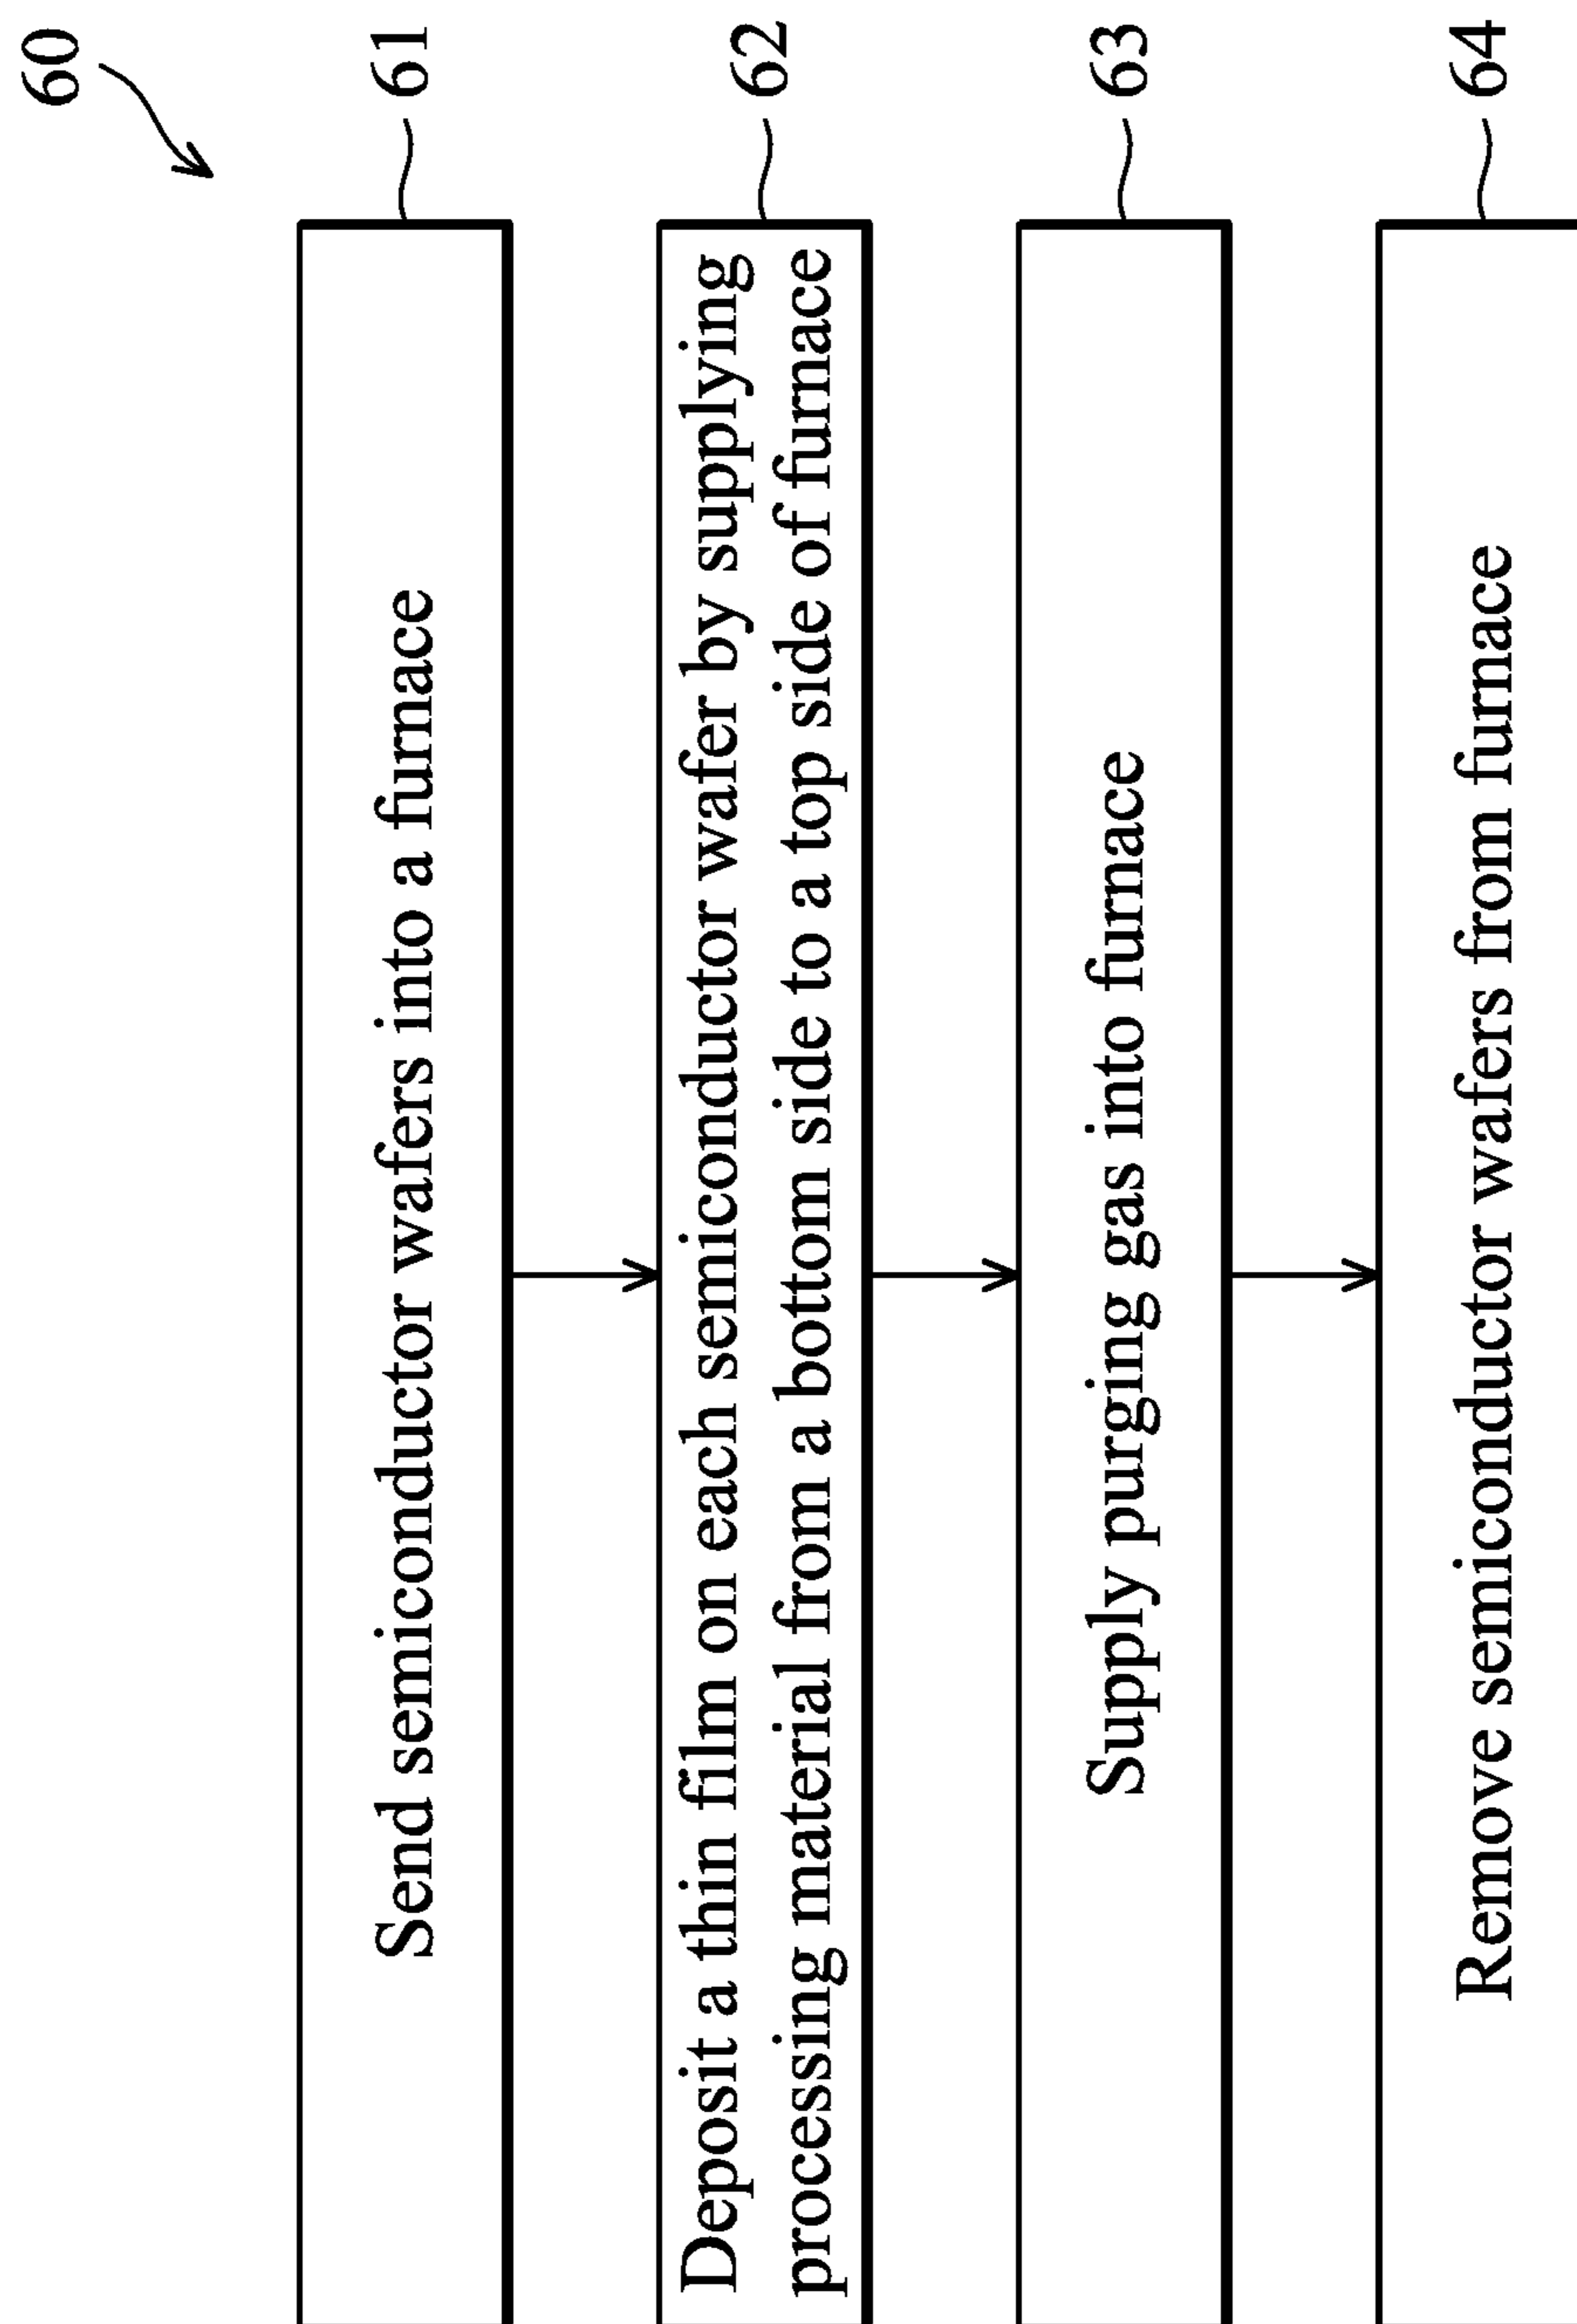 60
Send semiconductor wafers into a furnace
61
Deposit a thin film on each semiconductor wafer by supplying
processing material from a bottom side to a top side of furnace
62
Supply purging gas into furnace
63
Remove semiconductor wafers from furnace
64